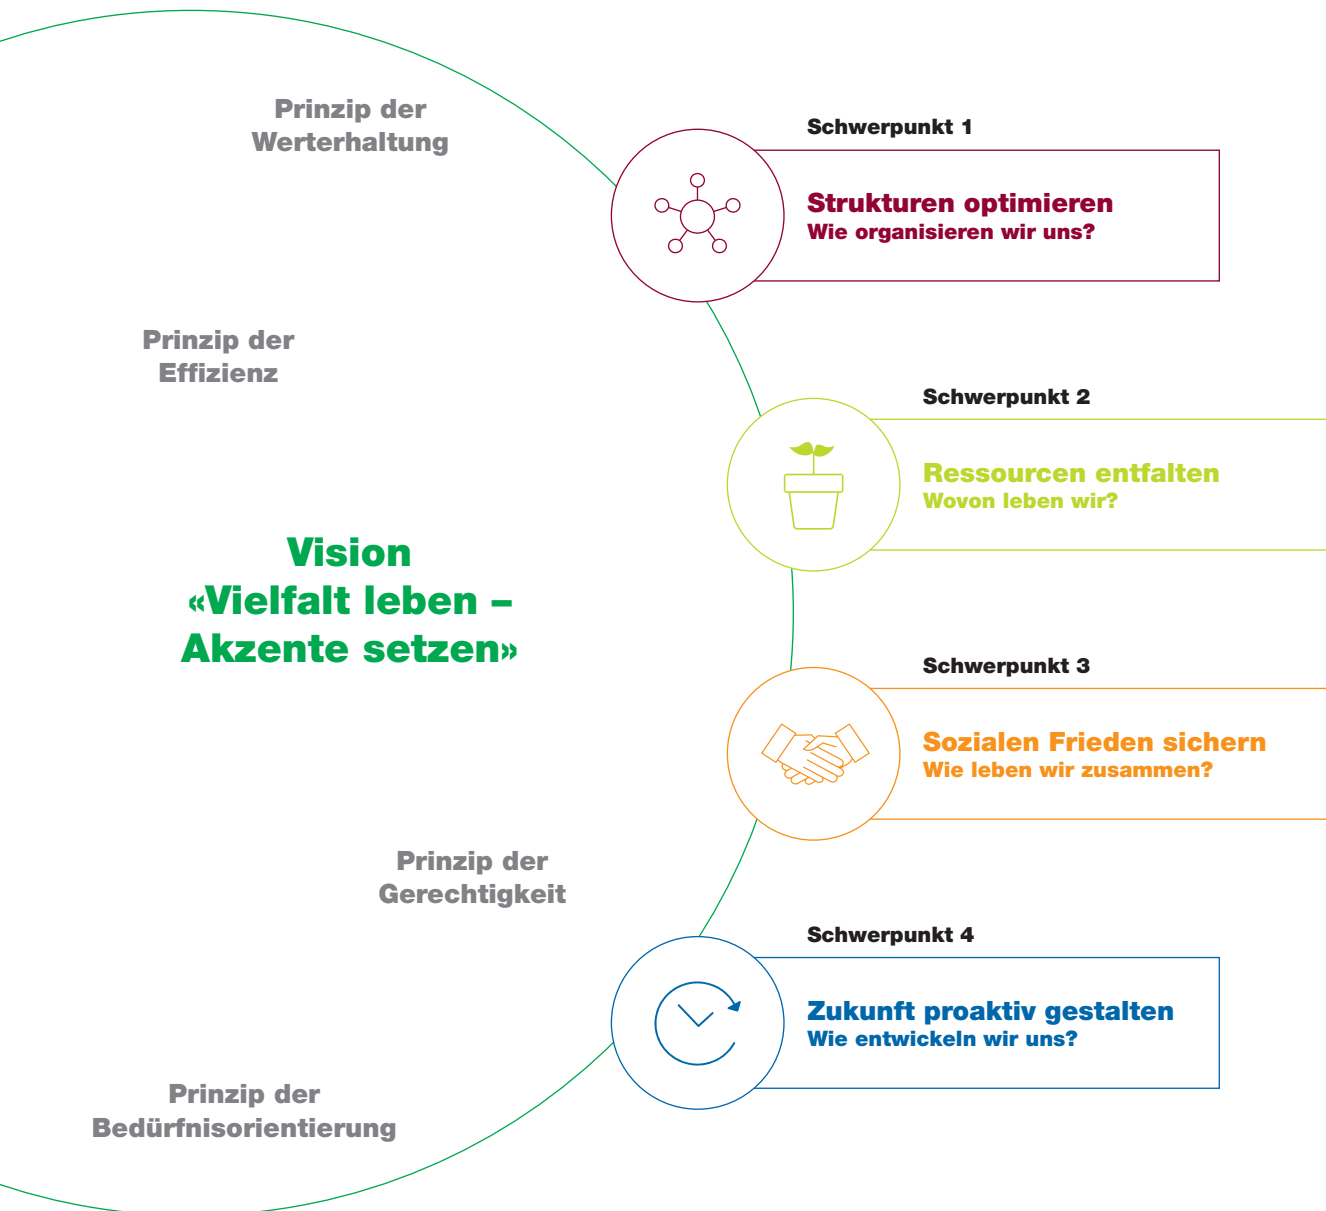 Prinzip der
Werterhaltung
Prinzip der
Effizienz
Vision
«Vielfalt leben –
Akzente setzen»
Prinzip der
Gerechtigkeit
Prinzip der
Bedürfnisorientierung
Schwerpunkt 1
Strukturen optimieren
Wie organisieren wir uns?
Schwerpunkt 2
Ressourcen entfalten
Wovon leben wir?
Schwerpunkt 3
Sozialen Frieden sichern
Wie leben wir zusammen?
Schwerpunkt 4
Zukunft proaktiv gestalten
Wie entwickeln wir uns?